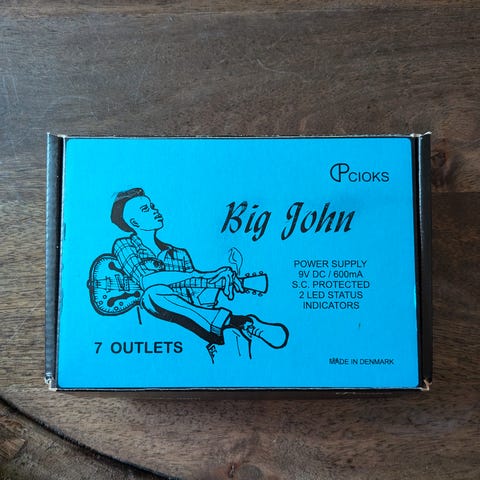 CIOKS
Big John
POWER SUPPLY
9V DC / 600mA
S.C. PROTECTED
2 LED STATUS
INDICATORS
7 OUTLETS
MADE IN DENMARK